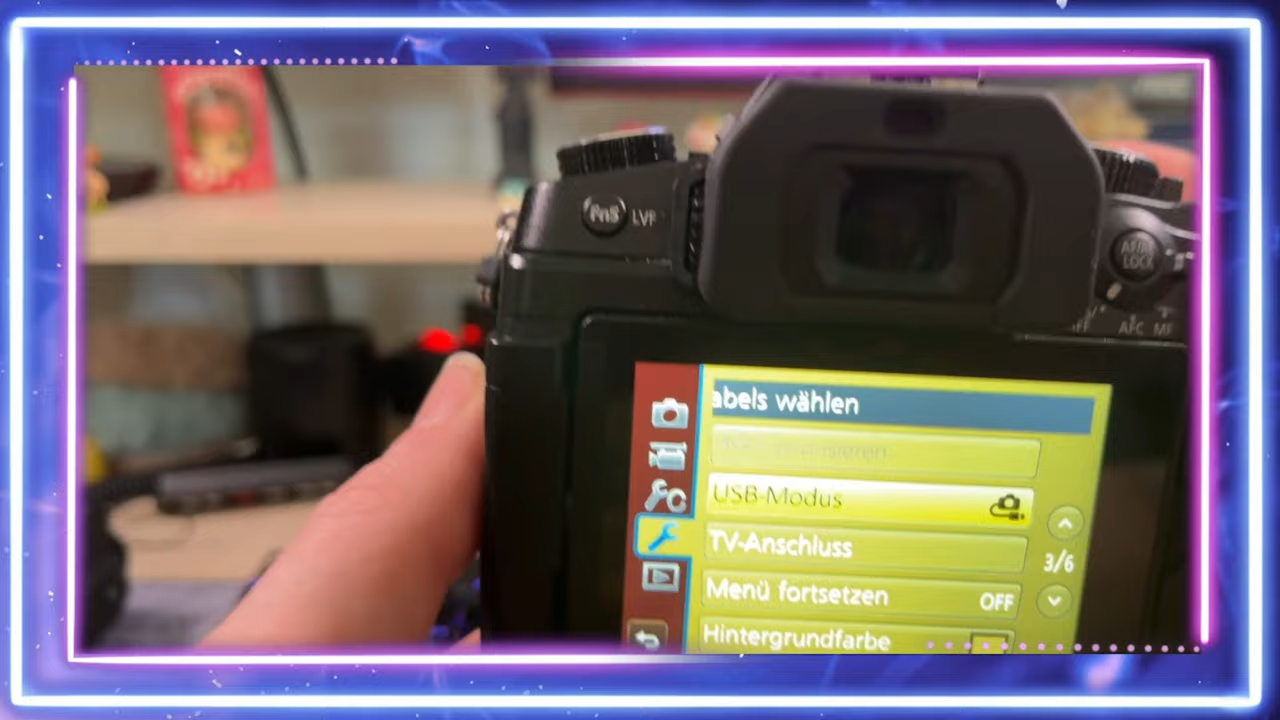 Fn5 LVF
AF/AE
LOCK
AFC MF
abels wählen
USB-Modus
TV-Anschluss
3/6
Menü fortsetzen OFF
Hintergrundfarbe